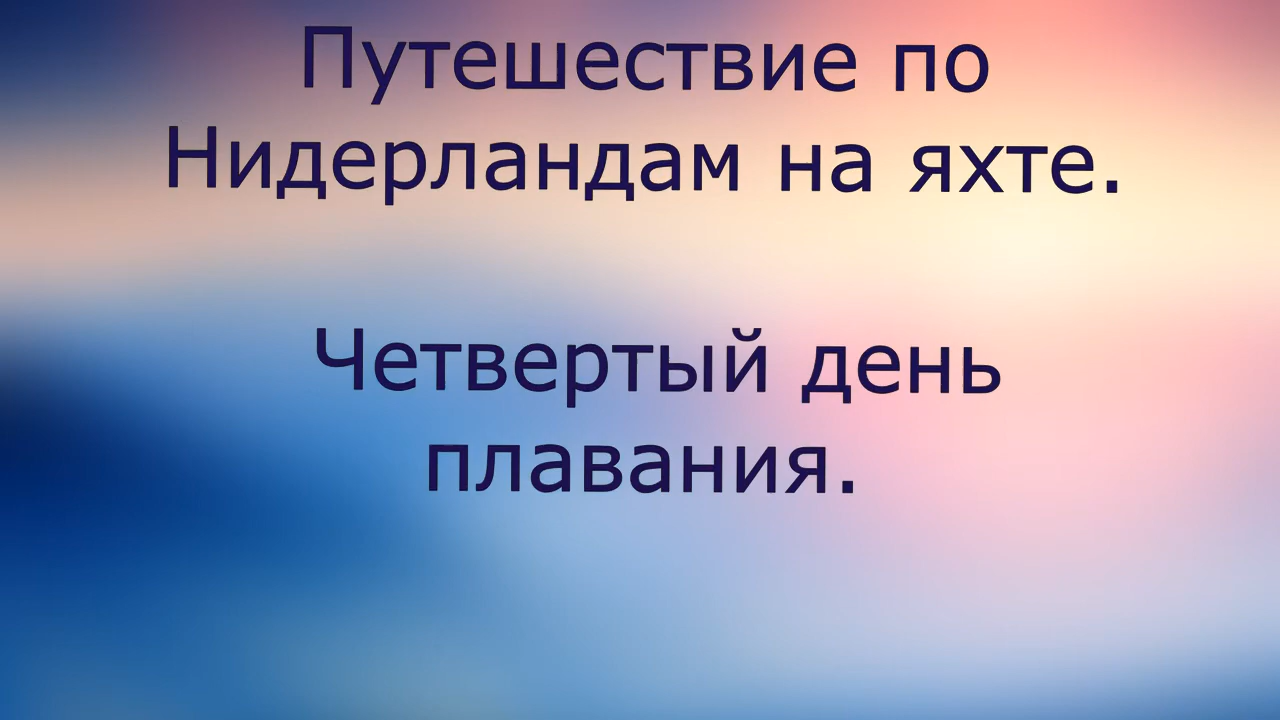 Путешествие по
Нидерландам на яхте.
Четвертый день
плавания.